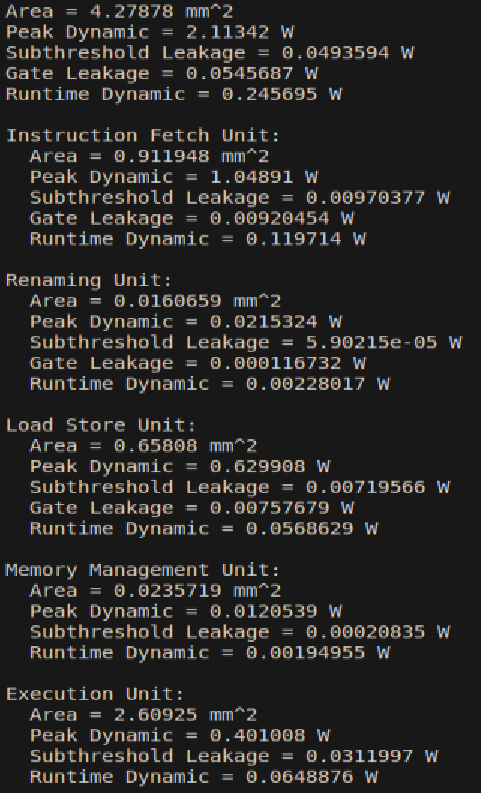 Area = 4.27878 mm^2
Peak Dynamic = 2.11342 W
Subthreshold Leakage = 0.0493594 W
Gate Leakage = 0.0545687 W
Runtime Dynamic = 0.245695 W

Instruction Fetch Unit:
  Area = 0.911948 mm^2
  Peak Dynamic = 1.04891 W
  Subthreshold Leakage = 0.00970377 W
  Gate Leakage = 0.00920454 W
  Runtime Dynamic = 0.119714 W

Renaming Unit:
  Area = 0.0160659 mm^2
  Peak Dynamic = 0.0215324 W
  Subthreshold Leakage = 5.90215e-05 W
  Gate Leakage = 0.000116732 W
  Runtime Dynamic = 0.00228017 W

Load Store Unit:
  Area = 0.65808 mm^2
  Peak Dynamic = 0.629908 W
  Subthreshold Leakage = 0.00719566 W
  Gate Leakage = 0.00757679 W
  Runtime Dynamic = 0.0568629 W

Memory Management Unit:
  Area = 0.0235719 mm^2
  Peak Dynamic = 0.0120539 W
  Subthreshold Leakage = 0.00020835 W
  Runtime Dynamic = 0.00194955 W

Execution Unit:
  Area = 2.60925 mm^2
  Peak Dynamic = 0.401008 W
  Subthreshold Leakage = 0.0311997 W
  Runtime Dynamic = 0.0648876 W